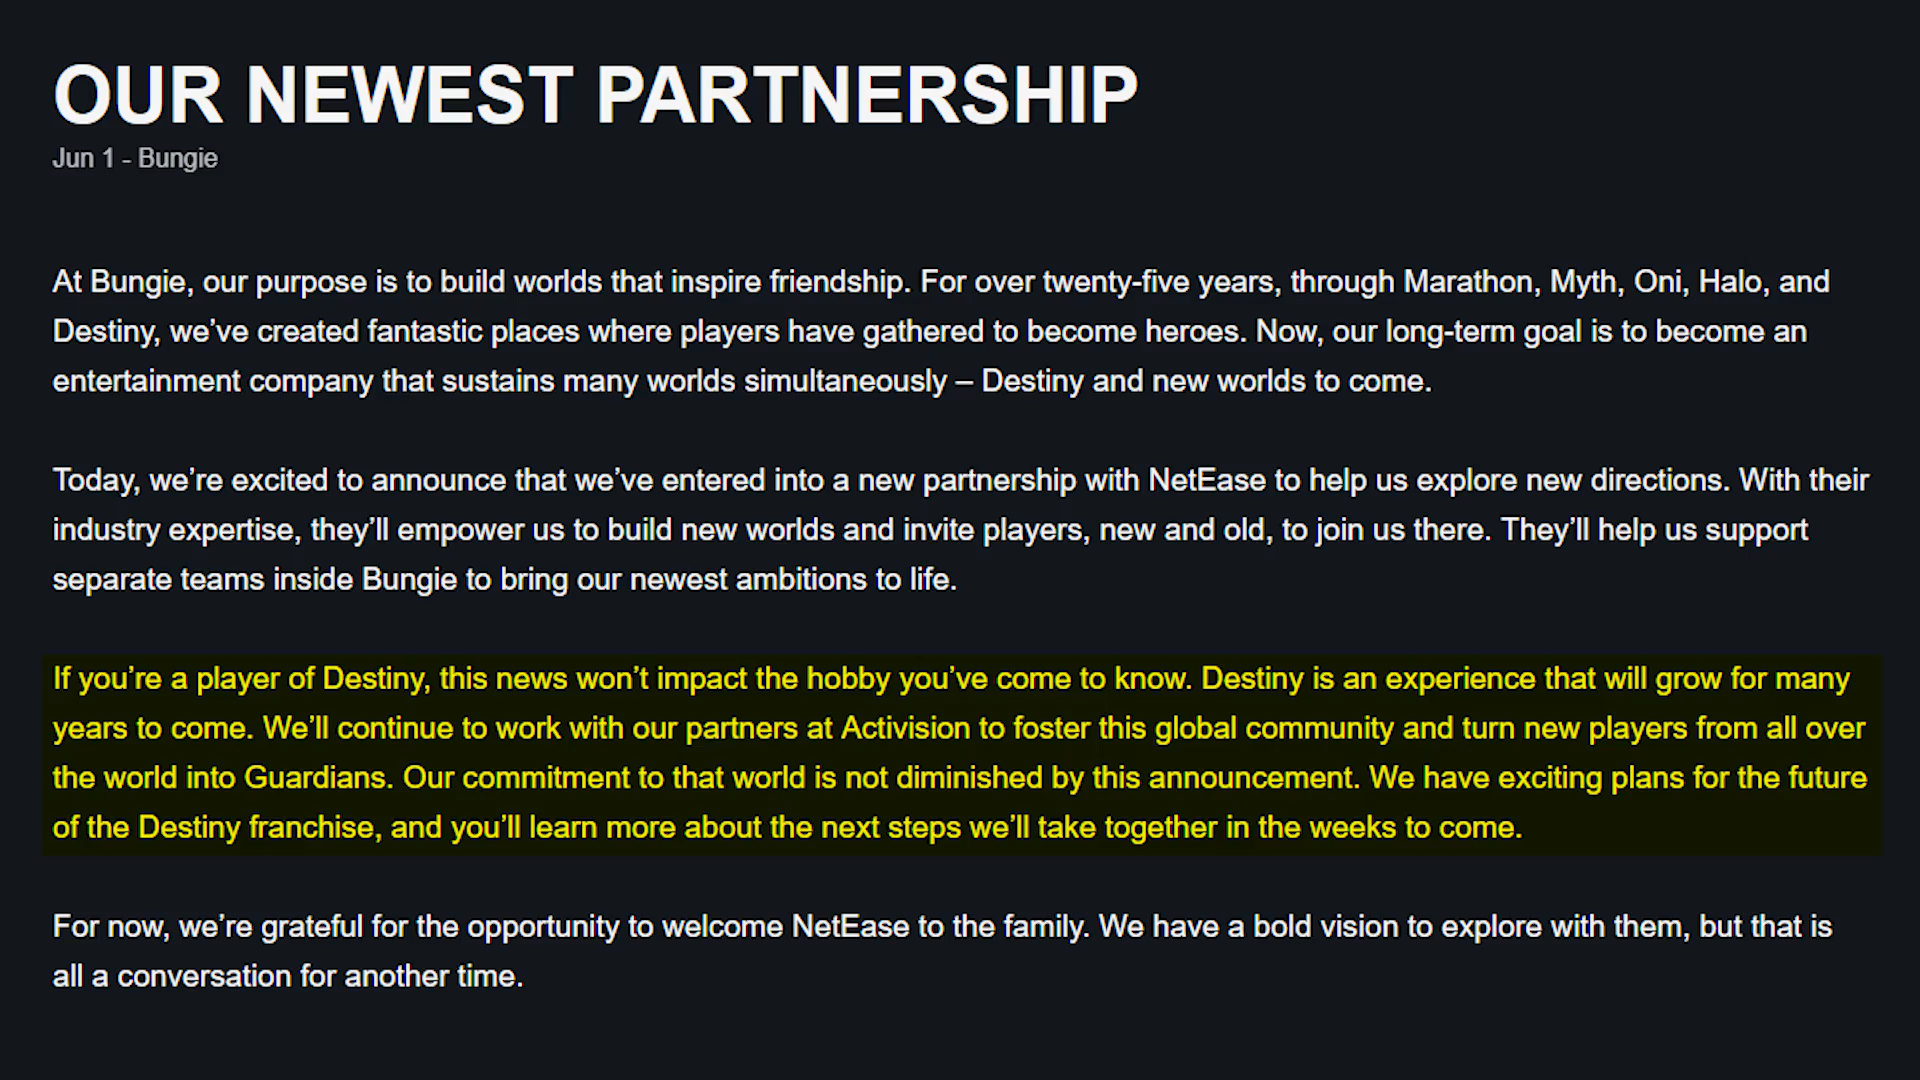 OUR NEWEST PARTNERSHIP
Jun 1 - Bungie
At Bungie, our purpose is to build worlds that inspire friendship. For over twenty-five years, through Marathon, Myth, Oni, Halo, and
Destiny, we’ve created fantastic places where players have gathered to become heroes. Now, our long-term goal is to become an
entertainment company that sustains many worlds simultaneously – Destiny and new worlds to come.
Today, we’re excited to announce that we’ve entered into a new partnership with NetEase to help us explore new directions. With their
industry expertise, they’ll empower us to build new worlds and invite players, new and old, to join us there. They’ll help us support
separate teams inside Bungie to bring our newest ambitions to life.
If you’re a player of Destiny, this news won’t impact the hobby you’ve come to know. Destiny is an experience that will grow for many
years to come. We’ll continue to work with our partners at Activision to foster this global community and turn new players from all over
the world into Guardians. Our commitment to that world is not diminished by this announcement. We have exciting plans for the future
of the Destiny franchise, and you’ll learn more about the next steps we’ll take together in the weeks to come.
For now, we’re grateful for the opportunity to welcome NetEase to the family. We have a bold vision to explore with them, but that is
all a conversation for another time.